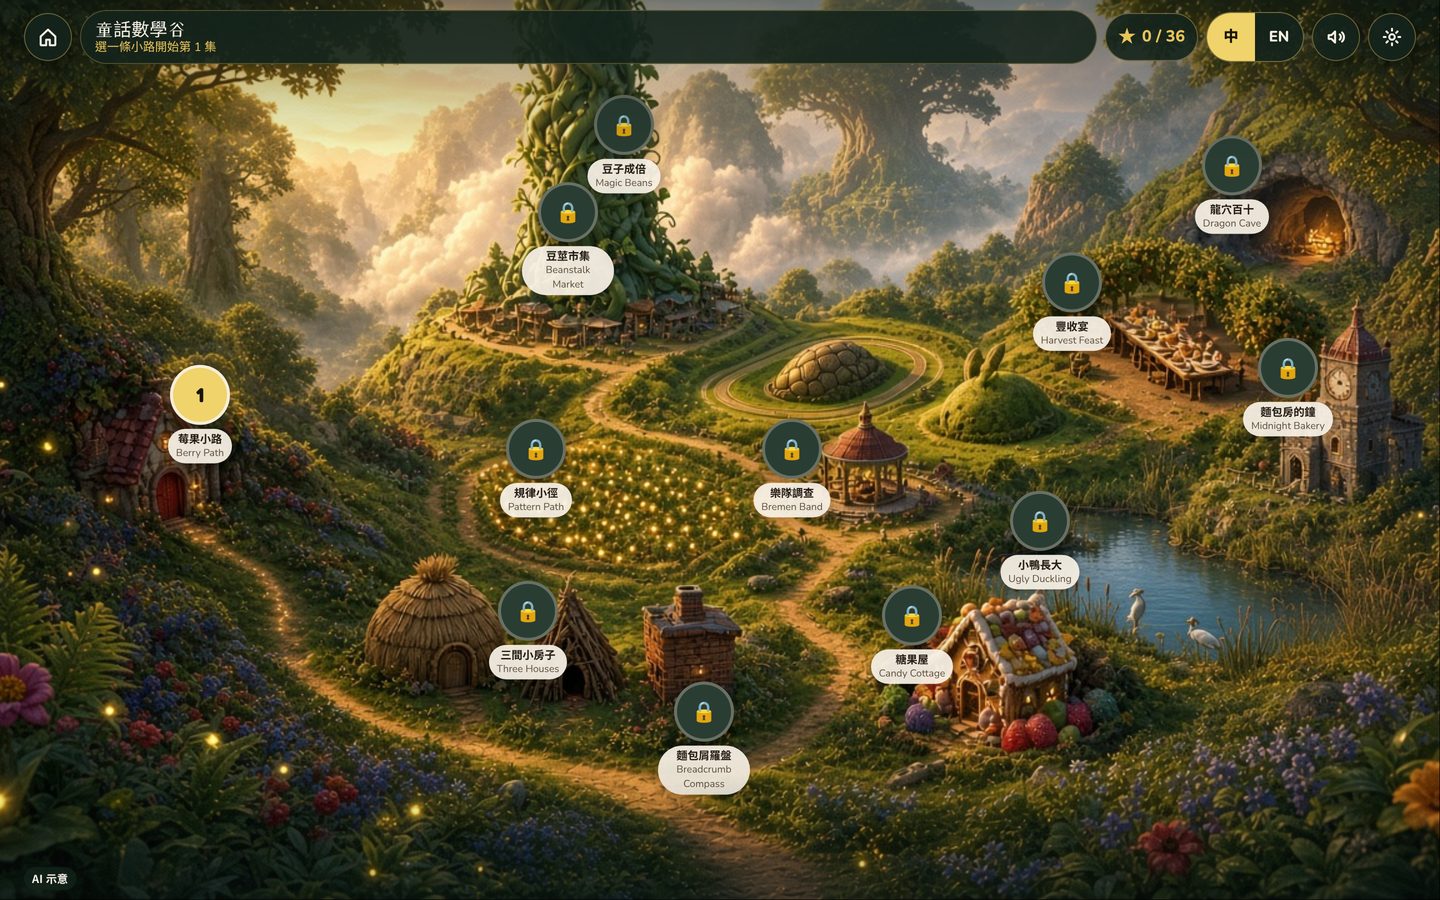 童話數學谷
選一條小路開始第 1 集
★ 0 / 36
中
EN
豆子成倍
Magic Beans
豆莖市集
Beanstalk
Market
龍穴百十
Dragon Cave
豐收宴
Harvest Feast
麵包房的鐘
Midnight Bakery
1
莓果小路
Berry Path
規律小徑
Pattern Path
樂隊調查
Bremen Band
小鴨長大
Ugly Duckling
三間小房子
Three Houses
糖果屋
Candy Cottage
麵包屑羅盤
Breadcrumb
Compass
AI 示意